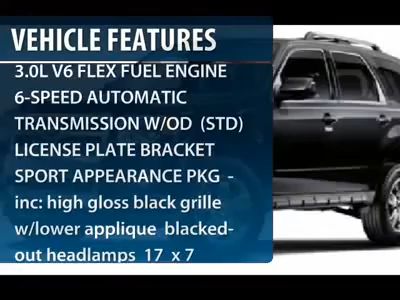 VEHICLE FEATURES
3.0L V6 FLEX FUEL ENGINE
6-SPEED AUTOMATIC
TRANSMISSION W/OD (STD)
LICENSE PLATE BRACKET
SPORT APPEARANCE PKG -
inc: high gloss black grille
w/lower applique blacked-
out headlamps 17 x 7